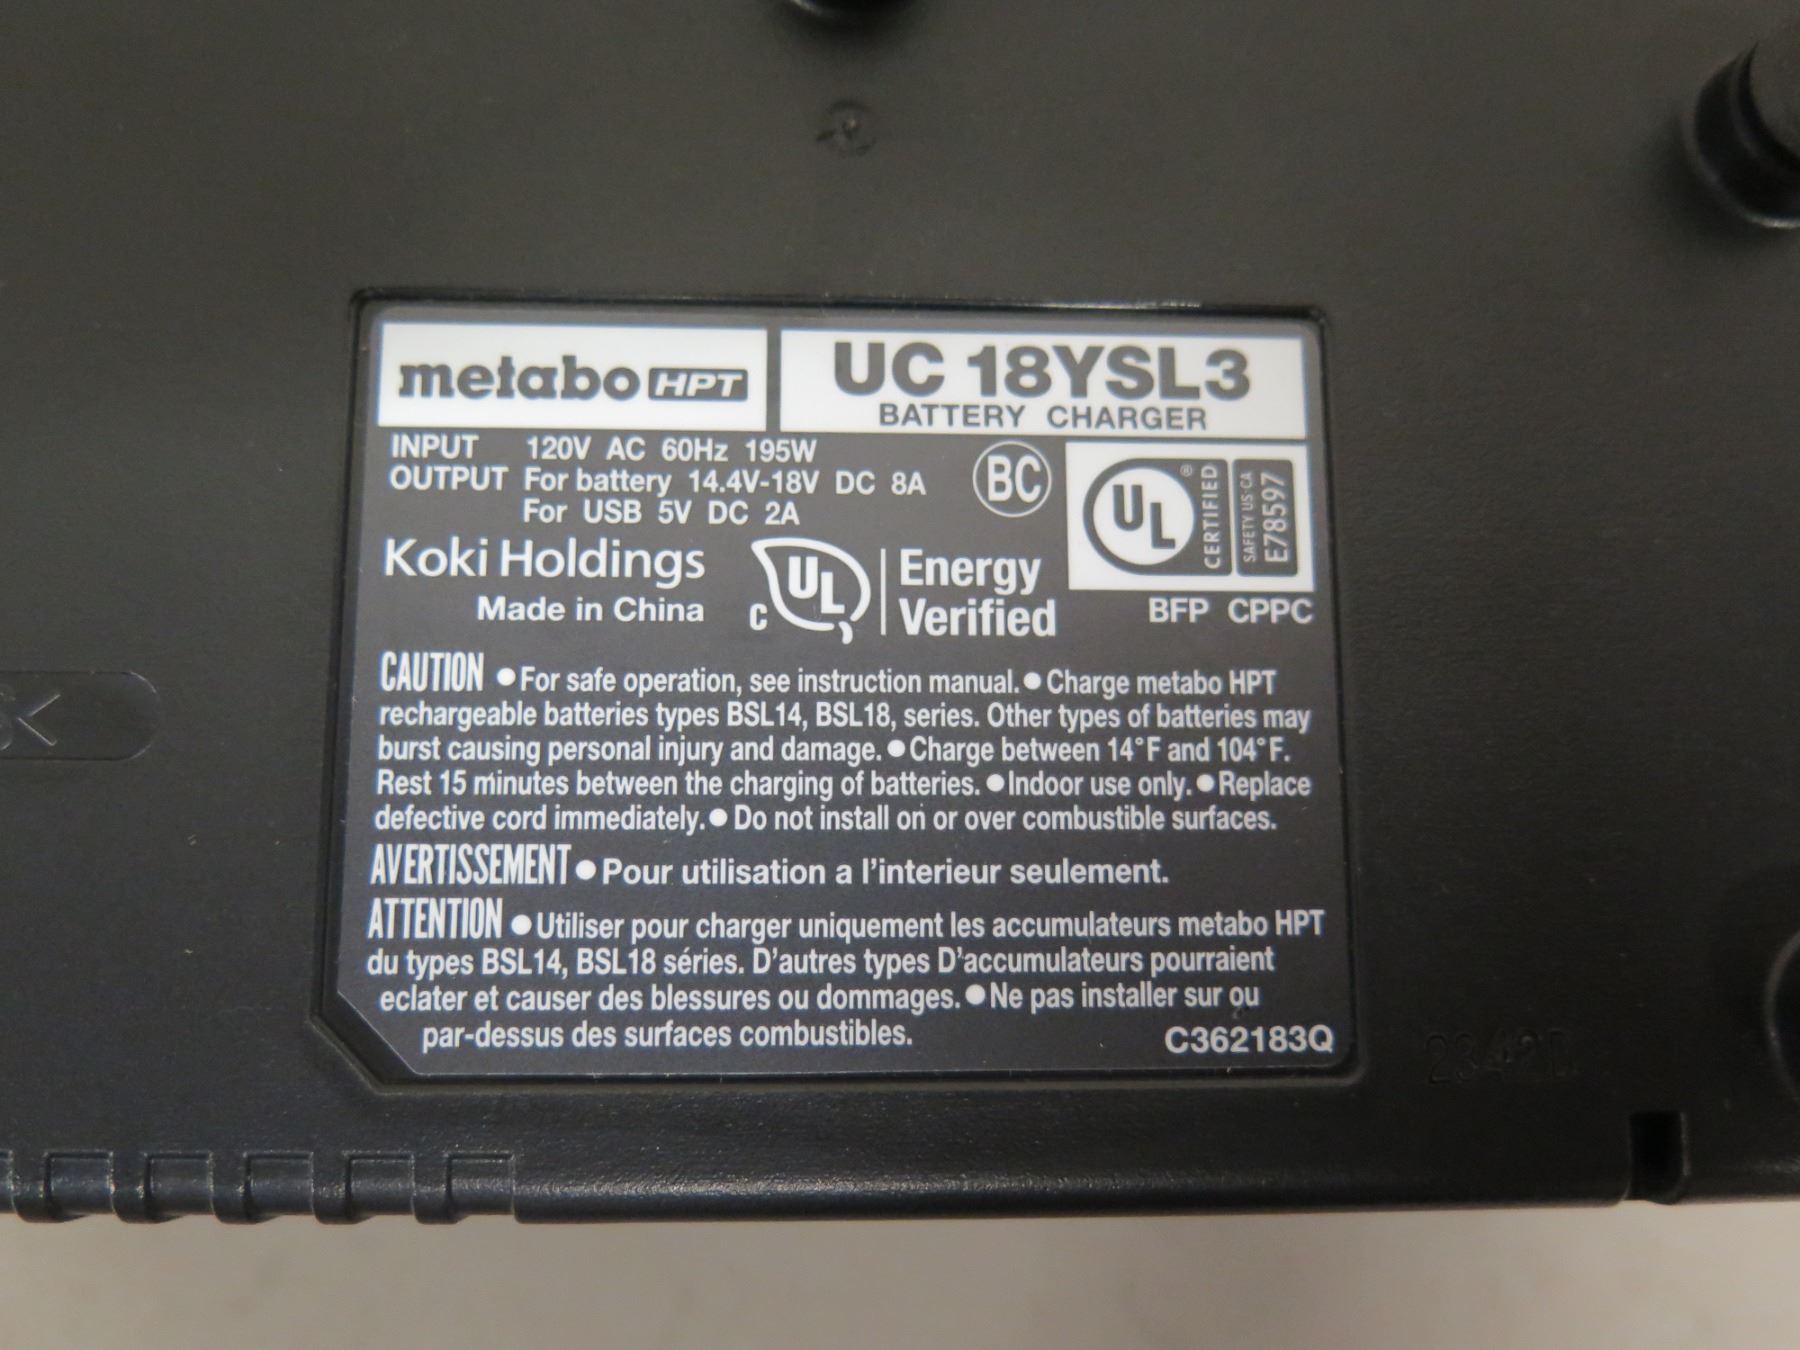 metabo HPT
UC 18YSL3
BATTERY CHARGER
INPUT 120V AC 60Hz 195W
OUTPUT For battery 14.4V-18V DC 8A
For USB 5V DC 2A
BC
UL ® CERTIFIED
SAFETY US·CA
E78597
Koki Holdings
Made in China
C UL Energy
Verified
BFP CPPC
CAUTION ●For safe operation, see instruction manual.●Charge metabo HPT
rechargeable batteries types BSL14, BSL18, series. Other types of batteries may
burst causing personal injury and damage.●Charge between 14°F and 104°F.
Rest 15 minutes between the charging of batteries.●Indoor use only.●Replace
defective cord immediately.●Do not install on or over combustible surfaces.
AVERTISSEMENT●Pour utilisation a l'interieur seulement.
ATTENTION ●Utiliser pour charger uniquement les accumulateurs metabo HPT
du types BSL14, BSL18 séries. D'autres types D'accumulateurs pourraient
eclater et causer des blessures ou dommages.●Ne pas installer sur ou
par-dessus des surfaces combustibles.
C362183Q